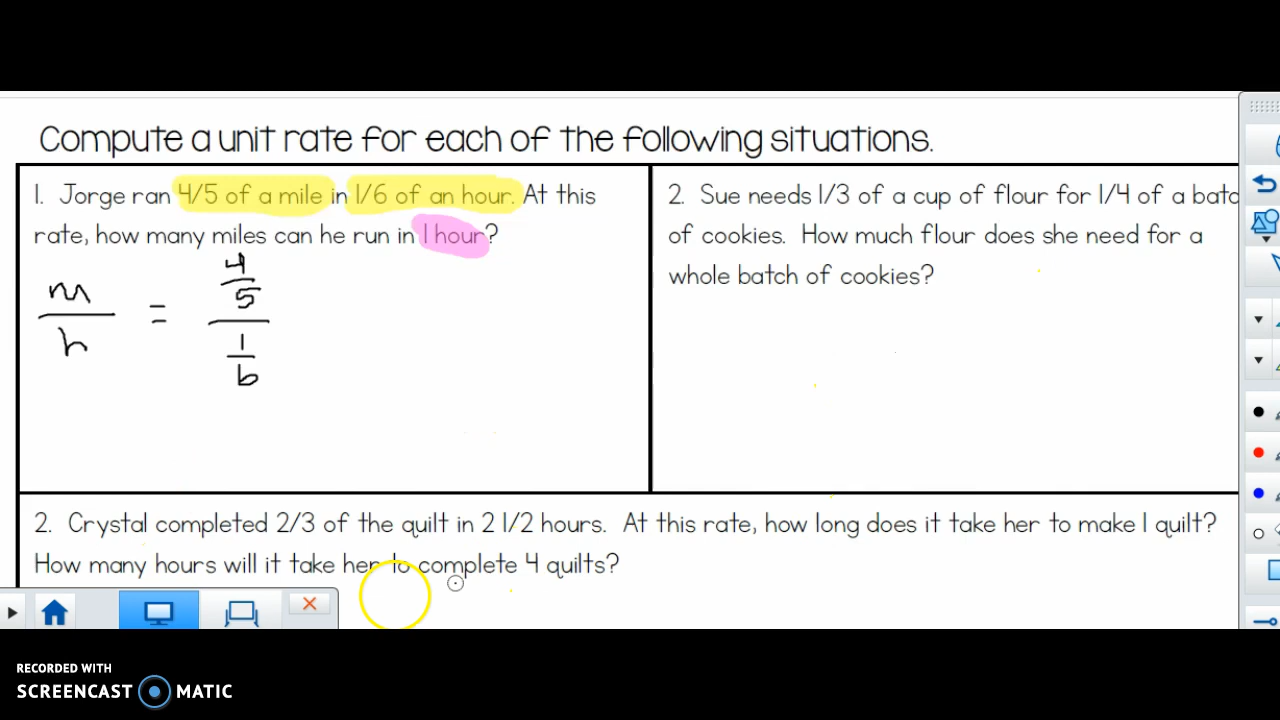 Compute a unit rate for each of the following situations.
1. Jorge ran 4/5 of a mile in 1/6 of an hour. At this
rate, how many miles can he run in 1 hour?
m/h = 4/5 / 1/6
2. Sue needs 1/3 of a cup of flour for 1/4 of a batc
of cookies. How much flour does she need for a
whole batch of cookies?
2. Crystal completed 2/3 of the quilt in 2 1/2 hours. At this rate, how long does it take her to make 1 quilt?
How many hours will it take her to complete 4 quilts?
RECORDED WITH
SCREENCAST MATIC